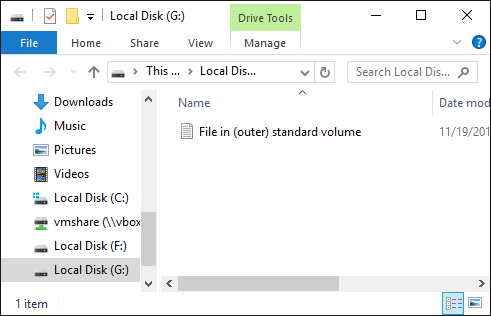 Local Disk (G:)
Drive Tools
File
Home
Share
View
Manage
This ...
Local Dis...
Search Local Dis...
Downloads
Music
Pictures
Videos
Local Disk (C:)
vmshare (\\vbox
Local Disk (F:)
Local Disk (G:)
Name
Date mod
File in (outer) standard volume
11/19/201
1 item